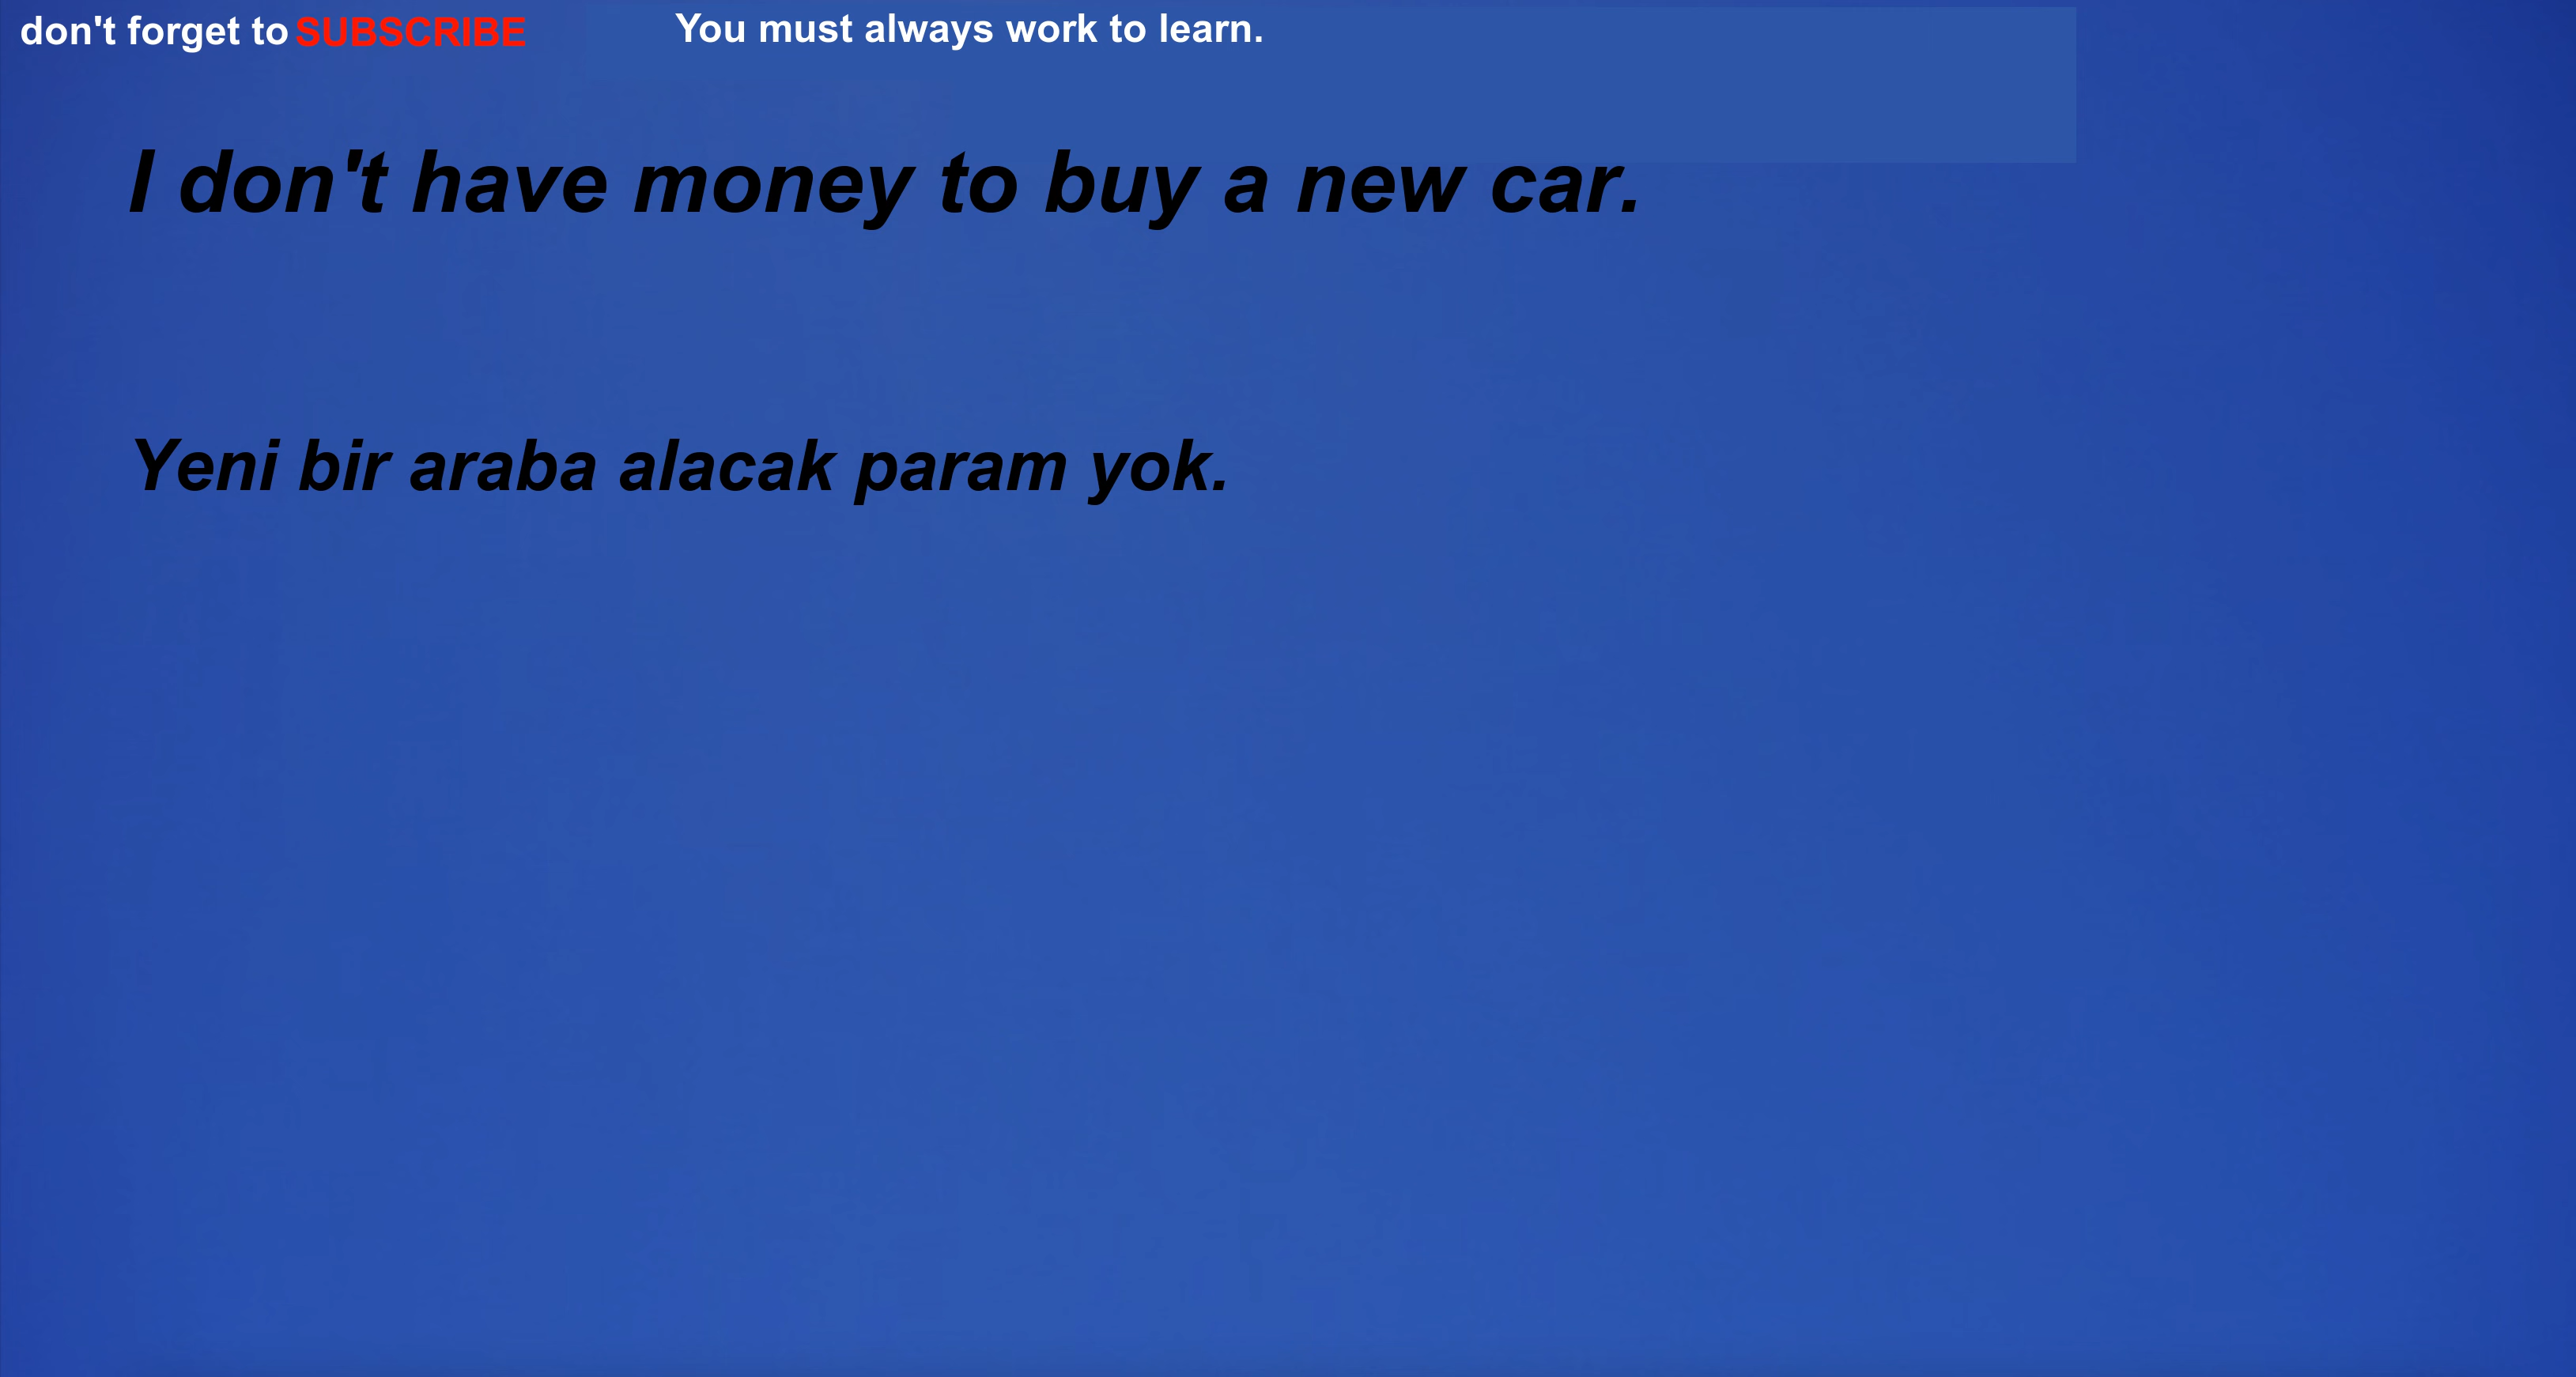 don't forget to SUBSCRIBE You must always work to learn.
I don't have money to buy a new car.
Yeni bir araba alacak param yok.